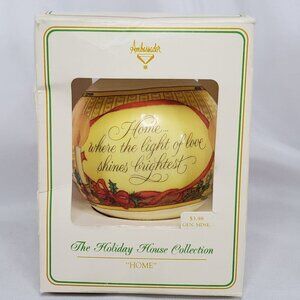 Ambassador
Home...
where the light of love
shines brightest
$3.00
GEN. MDSE.
The Holiday House Collection
"HOME"